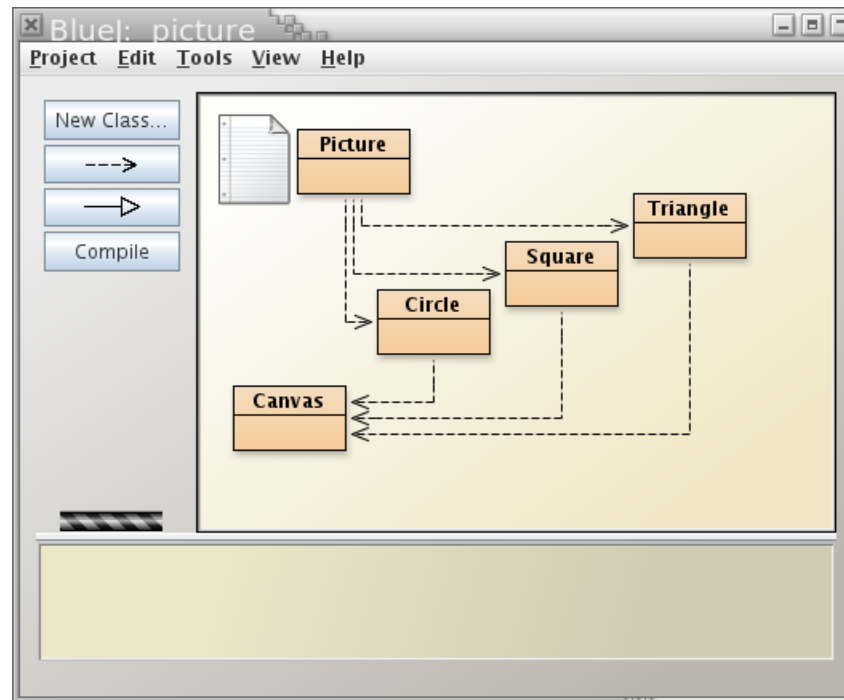 BlueJ: picture
Project Edit Tools View Help
New Class...
Compile
Picture
Triangle
Square
Circle
Canvas